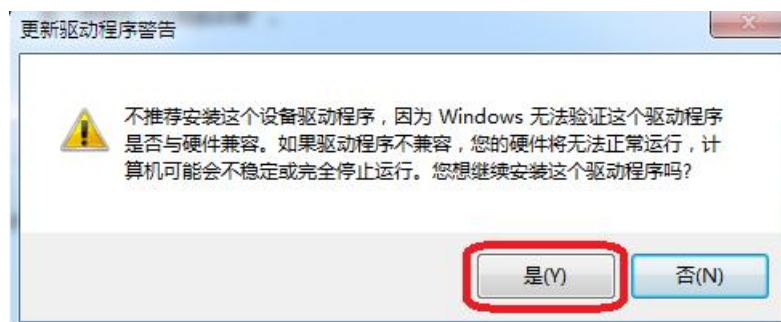 更新驱动程序警告
不推荐安装这个设备驱动程序，因为 Windows 无法验证这个驱动程序
是否与硬件兼容。如果驱动程序不兼容，您的硬件将无法正常运行，计
算机可能会不稳定或完全停止运行。您想继续安装这个驱动程序吗?
是(Y)
否(N)